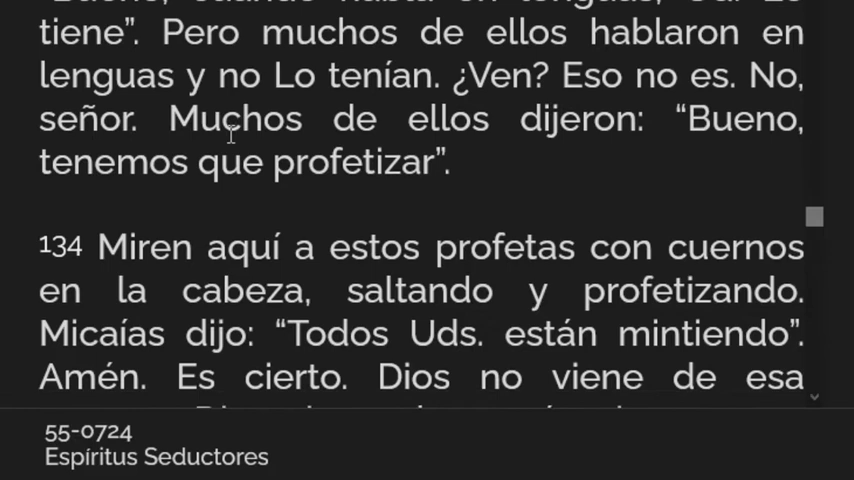 tiene”. Pero muchos de ellos hablaron en
lenguas y no Lo tenían. ¿Ven? Eso no es. No,
señor. Muchos de ellos dijeron: “Bueno,
tenemos que profetizar”.
134 Miren aquí a estos profetas con cuernos
en la cabeza, saltando y profetizando.
Micaías dijo: “Todos Uds. están mintiendo”.
Amén. Es cierto. Dios no viene de esa
55-0724
Espíritus Seductores